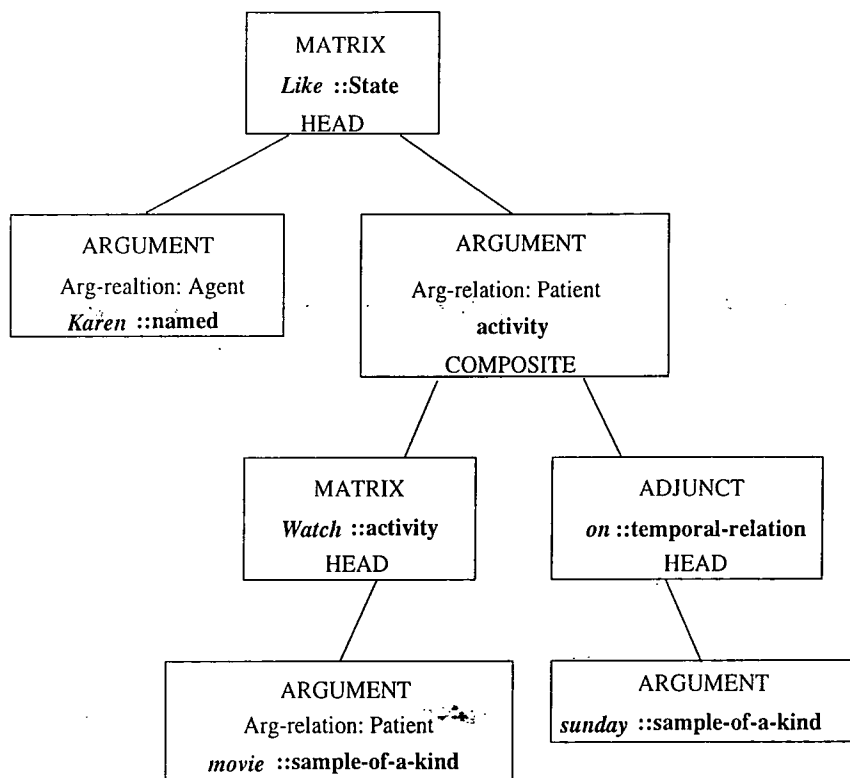 MATRIX
Like ::State
HEAD
ARGUMENT
Arg-realtion: Agent
Karen ::named
ARGUMENT
Arg-relation: Patient
activity
COMPOSITE
MATRIX
Watch ::activity
HEAD
ADJUNCT
on ::temporal-relation
HEAD
ARGUMENT
Arg-relation: Patient
movie ::sample-of-a-kind
ARGUMENT
sunday ::sample-of-a-kind